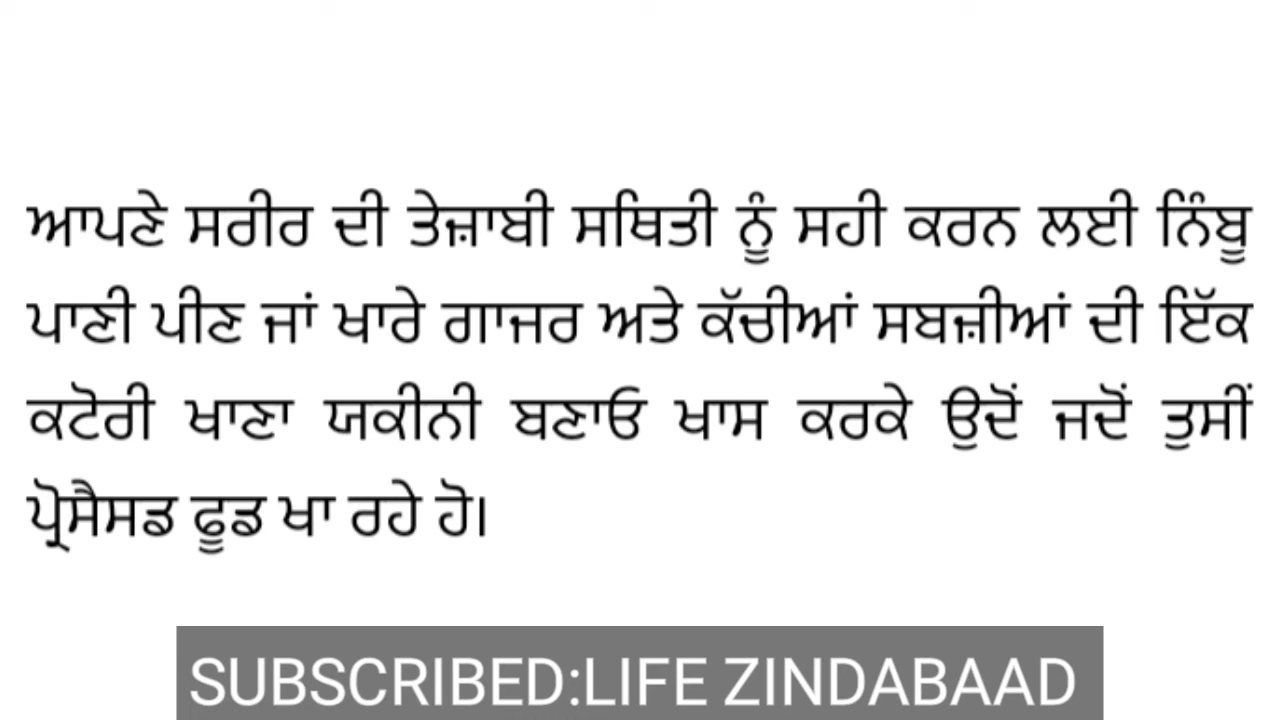 ਆਪਣੇ ਸਰੀਰ ਦੀ ਤੇਜ਼ਾਬੀ ਸਥਿਤੀ ਨੂੰ ਸਹੀ ਕਰਨ ਲਈ ਨਿੰਬੂ
ਪਾਣੀ ਪੀਣ ਜਾਂ ਖਾਰੇ ਗਾਜਰ ਅਤੇ ਕੱਚੀਆਂ ਸਬਜ਼ੀਆਂ ਦੀ ਇੱਕ
ਕਟੋਰੀ ਖਾਣਾ ਯਕੀਨੀ ਬਣਾਓ ਖਾਸ ਕਰਕੇ ਉਦੋਂ ਜਦੋਂ ਤੁਸੀਂ
ਪ੍ਰੋਸੈਸਡ ਫੂਡ ਖਾ ਰਹੇ ਹੋ।
SUBSCRIBED:LIFE ZINDABAAD